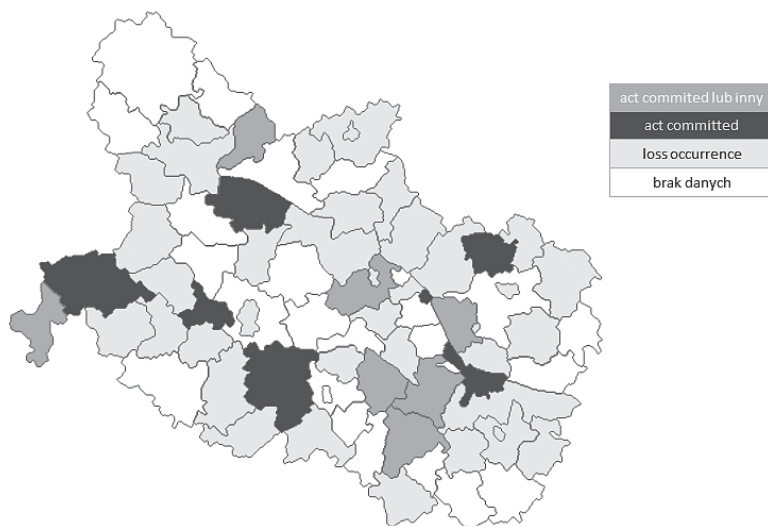 act commited lub inny
act committed
loss occurrence
brak danych